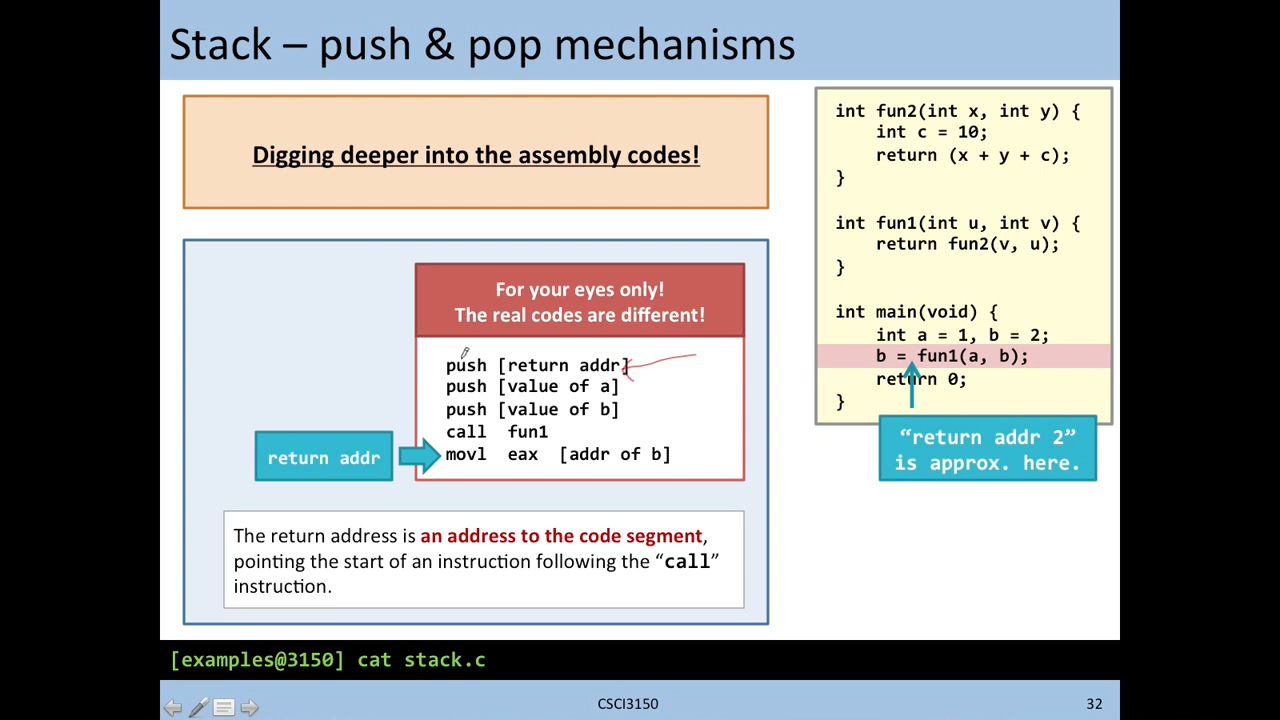 Stack – push & pop mechanisms
Digging deeper into the assembly codes!
For your eyes only!
The real codes are different!
push [return addr]
push [value of a]
push [value of b]
call fun1
movl eax [addr of b]
return addr
The return address is an address to the code segment,
pointing the start of an instruction following the “call”
instruction.
int fun2(int x, int y) {
int c = 10;
return (x + y + c);
}
int fun1(int u, int v) {
return fun2(v, u);
}
int main(void) {
int a = 1, b = 2;
b = fun1(a, b);
return 0;
}
“return addr 2”
is approx. here.
[examples@3150] cat stack.c
CSCI3150
32